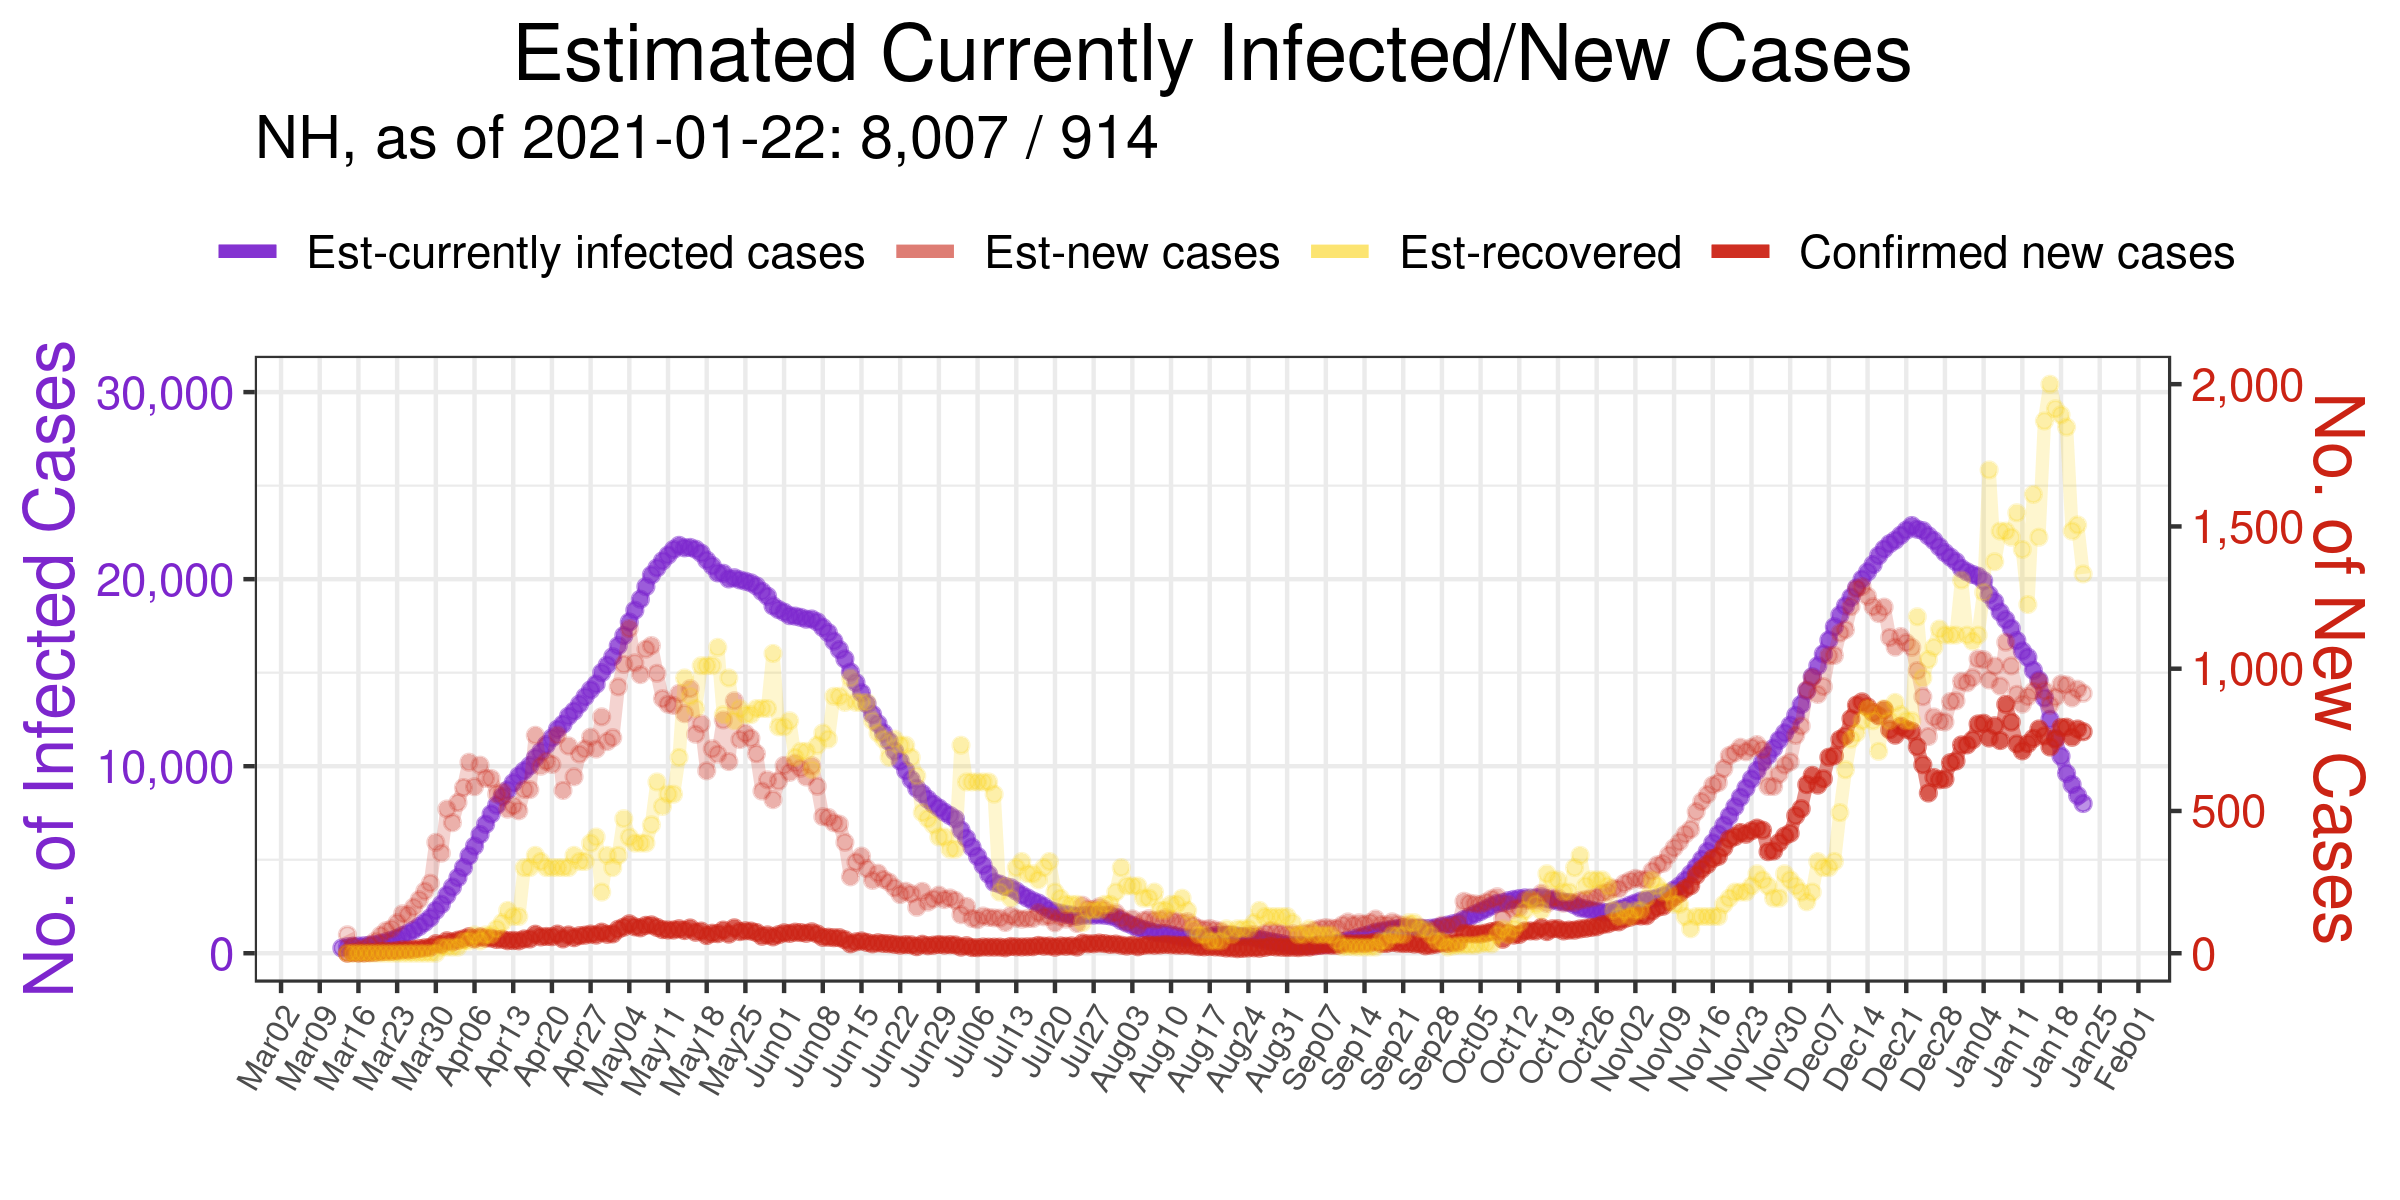 Estimated Currently Infected/New Cases
NH, as of 2021-01-22: 8,007 / 914
Est-currently infected cases Est-new cases Est-recovered Confirmed new cases
No. of Infected Cases
30,000
20,000
10,000
0
2,000
1,500
1,000
500
0
No. of New Cases
Mar02 Mar09 Mar16 Mar23 Mar30 Apr06 Apr13 Apr20 Apr27 May04 May11 May18 May25 Jun01 Jun08 Jun15 Jun22 Jun29 Jul06 Jul13 Jul20 Jul27 Aug03 Aug10 Aug17 Aug24 Aug31 Sep07 Sep14 Sep21 Sep28 Oct05 Oct12 Oct19 Oct26 Nov02 Nov09 Nov16 Nov23 Nov30 Dec07 Dec14 Dec21 Dec28 Jan04 Jan11 Jan18 Jan25 Feb01